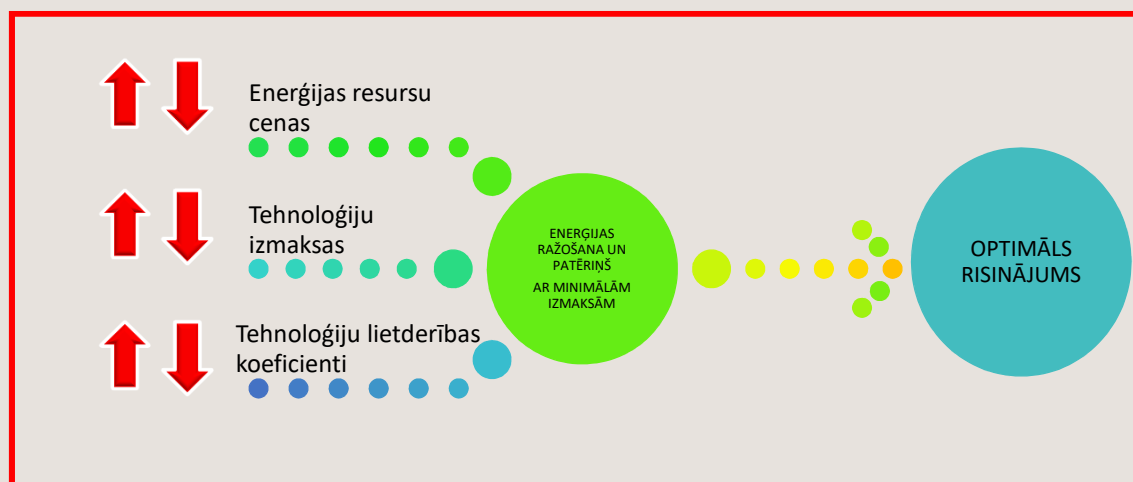 Enerģijas resursu
cenas
Tehnoloģiju
izmaksas
Tehnoloģiju lietderības
koeficienti
ENERĢIJAS
RAŽOŠANA UN
PATĒRIŅŠ
AR MINIMĀLĀM
IZMAKSĀM
OPTIMĀLS
RISINĀJUMS